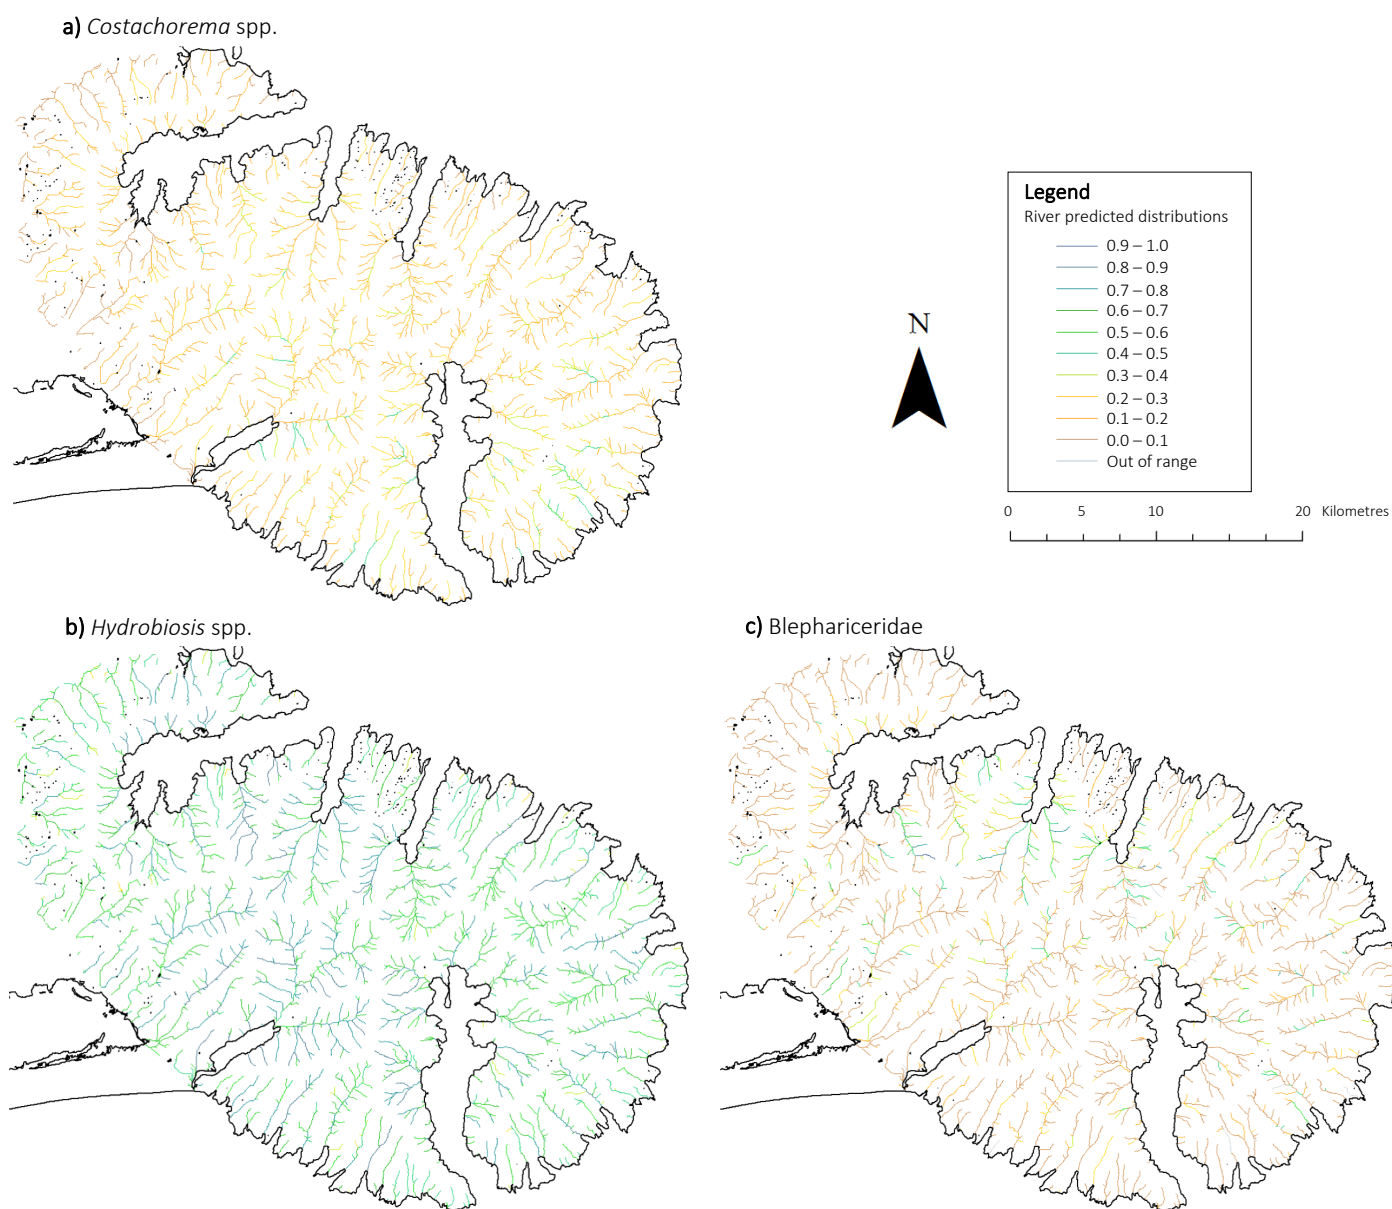 a) Costachorema spp.
Legend
River predicted distributions
0.9 – 1.0
0.8 – 0.9
0.7 – 0.8
0.6 – 0.7
0.5 – 0.6
0.4 – 0.5
0.3 – 0.4
0.2 – 0.3
0.1 – 0.2
0.0 – 0.1
Out of range
N
0 5 10 20 Kilometres
b) Hydrobiosis spp.
c) Blephariceridae